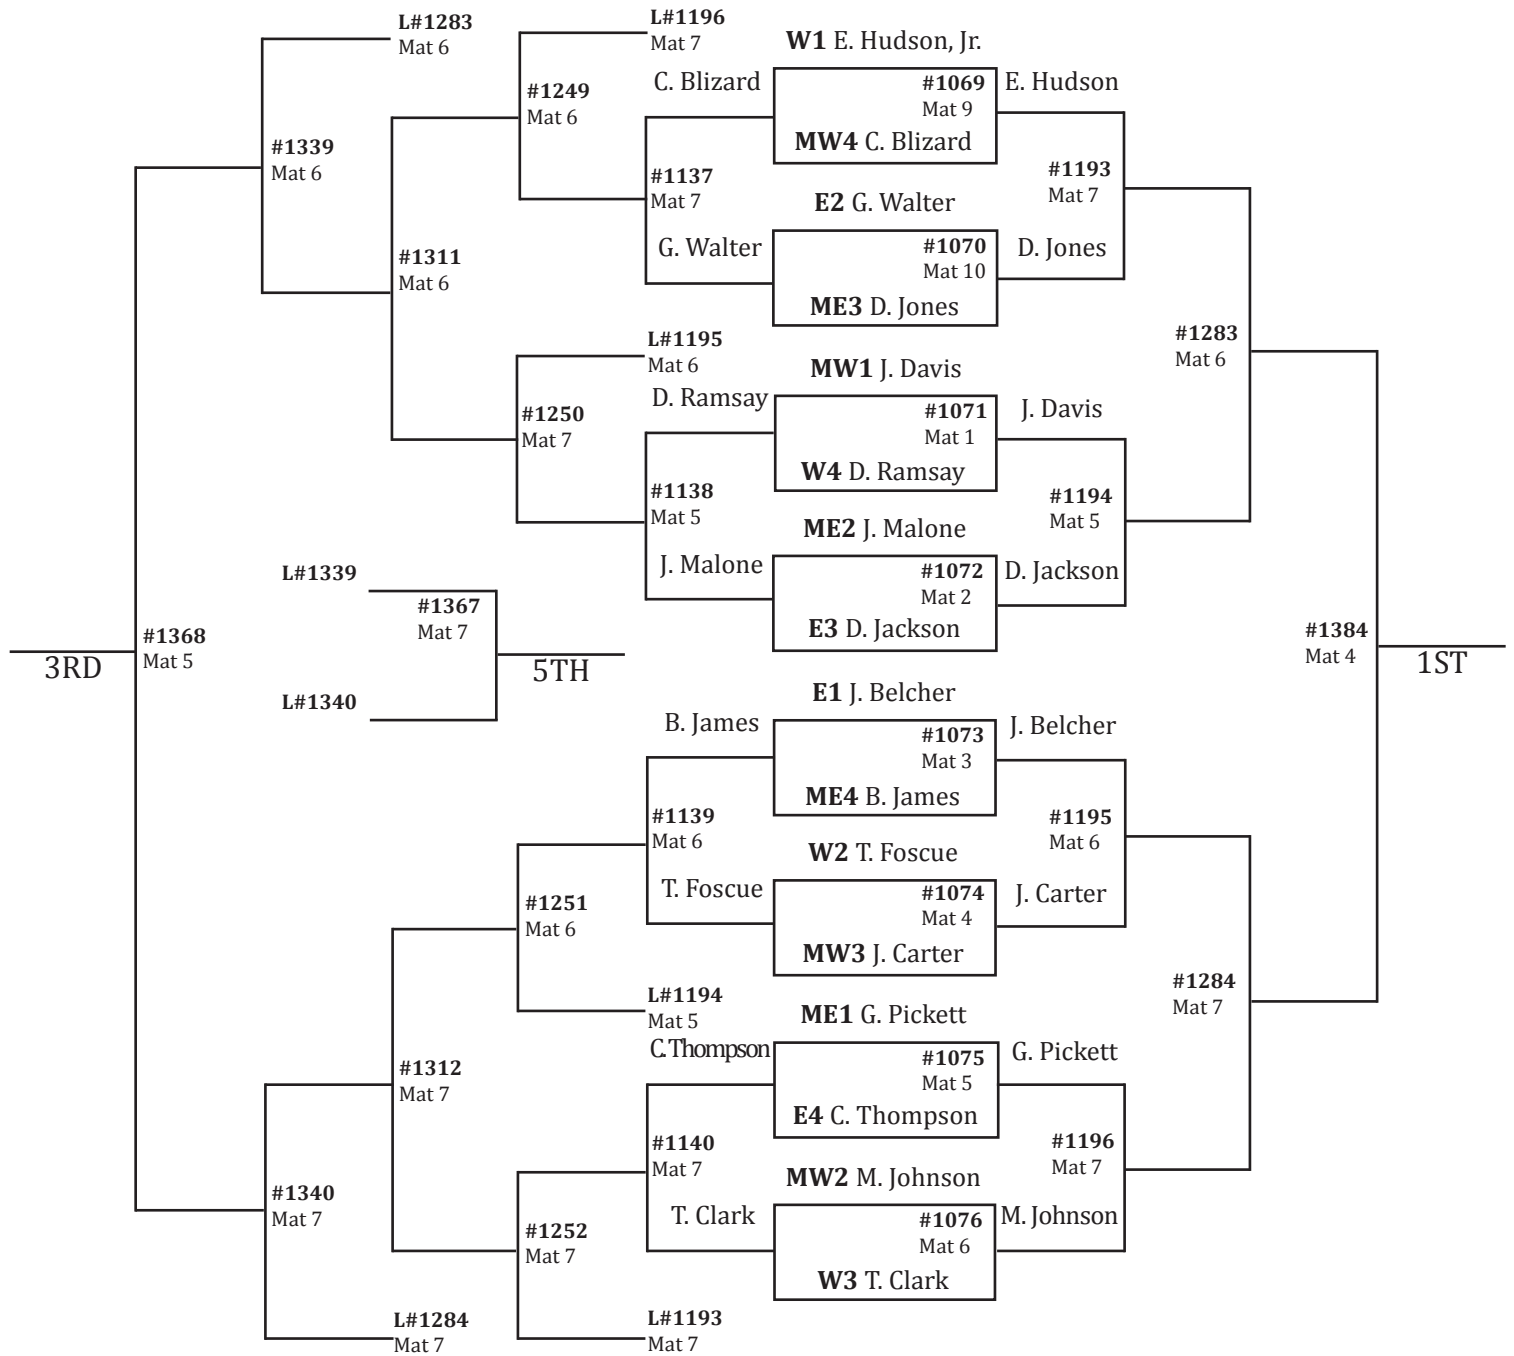 L#1283
Mat 6
L#1196
Mat 7
W1 E. Hudson, Jr.
C. Blizard
#1069
Mat 9
E. Hudson
#1249
Mat 6
MW4 C. Blizard
#1339
Mat 6
#1137
Mat 7
#1193
Mat 7
E2 G. Walter
G. Walter
#1070
Mat 10
D. Jones
#1311
Mat 6
ME3 D. Jones
L#1195
Mat 6
#1283
Mat 6
MW1 J. Davis
D. Ramsay
#1071
Mat 1
J. Davis
#1250
Mat 7
W4 D. Ramsay
#1138
Mat 5
#1194
Mat 5
ME2 J. Malone
J. Malone
#1072
Mat 2
D. Jackson
L#1339
#1367
Mat 7
E3 D. Jackson
#1368
Mat 5
3RD
5TH
#1384
Mat 4
1ST
L#1340
E1 J. Belcher
B. James
#1073
Mat 3
J. Belcher
ME4 B. James
#1139
Mat 6
#1195
Mat 6
W2 T. Foscue
T. Foscue
#1074
Mat 4
J. Carter
#1251
Mat 6
MW3 J. Carter
#1284
Mat 7
L#1194
Mat 5
ME1 G. Pickett
C. Thompson
#1075
Mat 5
G. Pickett
#1312
Mat 7
E4 C. Thompson
#1140
Mat 7
#1196
Mat 7
MW2 M. Johnson
#1340
Mat 7
T. Clark
#1076
Mat 6
M. Johnson
#1252
Mat 7
W3 T. Clark
L#1284
Mat 7
L#1193
Mat 7